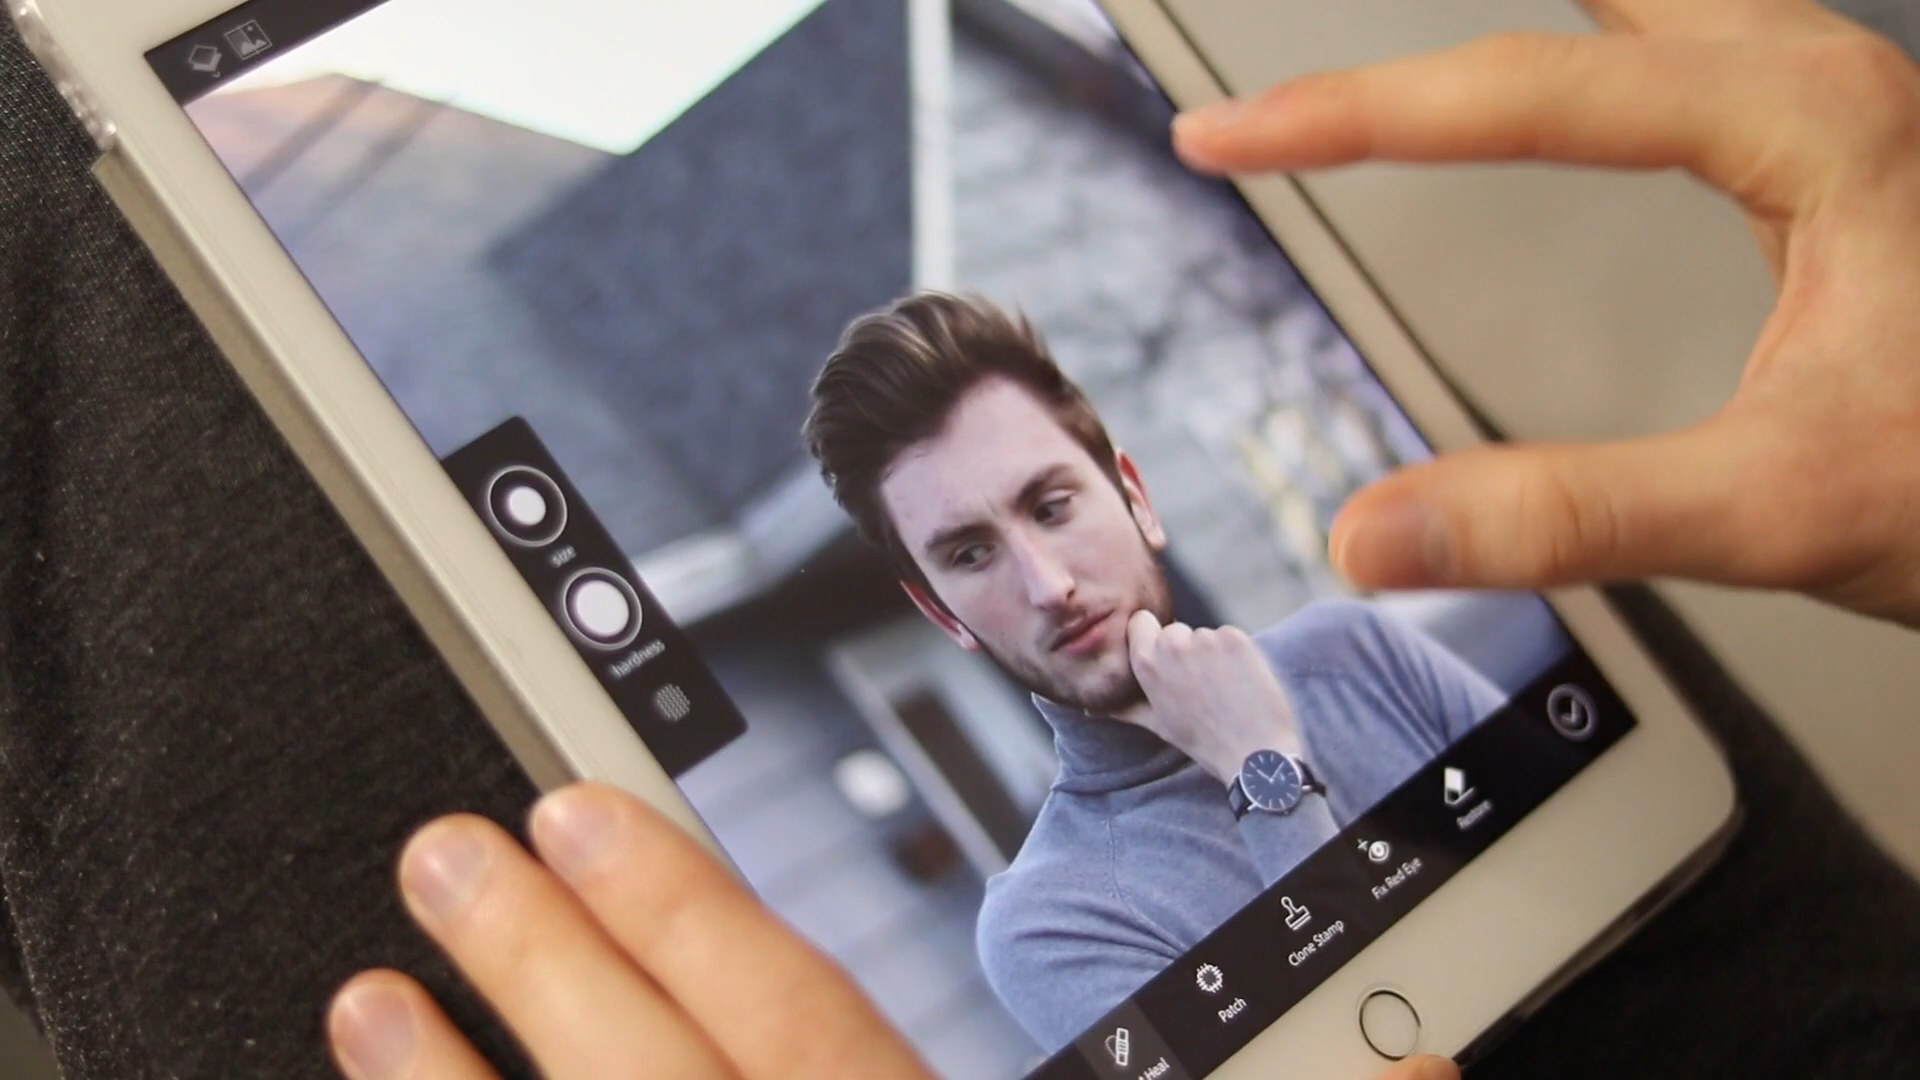 size
hardness
Heal
Patch
Clone Stamp
Fix Red Eye
Restore